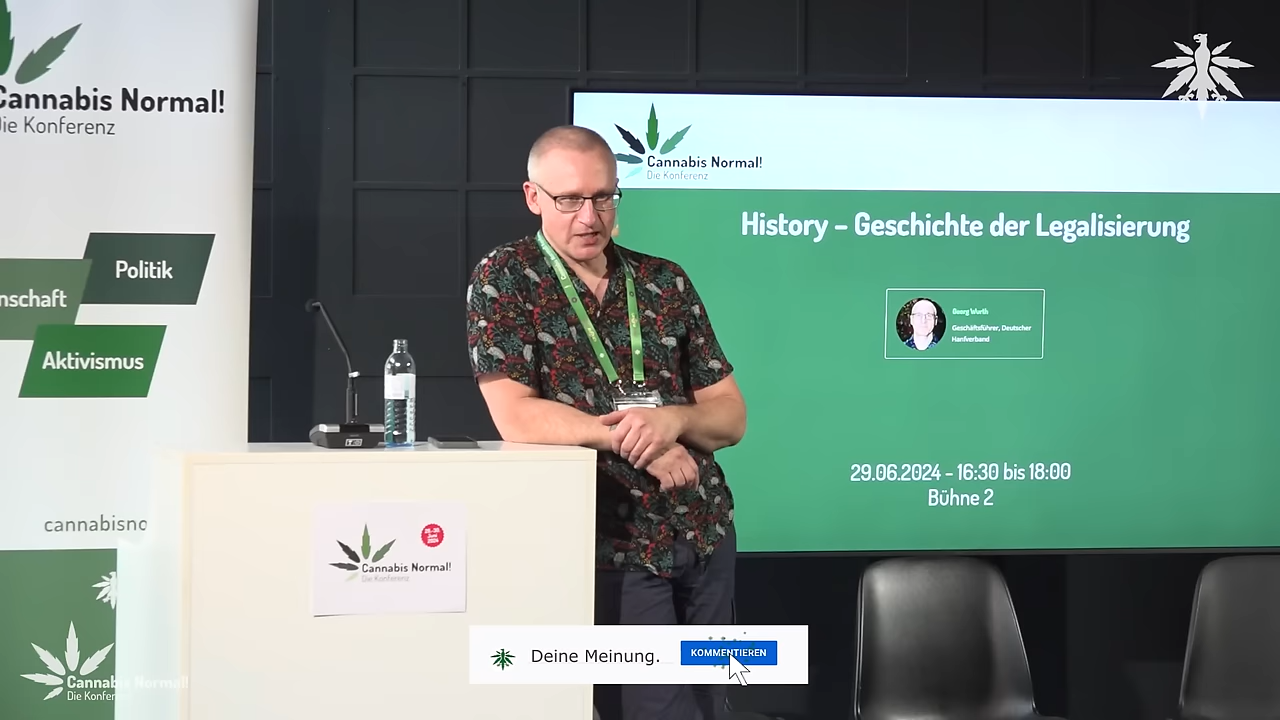 Cannabis Normal!
Die Konferenz
Politik
nschaft
Aktivismus
cannabisno
Cannabis Normal!
Die Konferenz
History – Geschichte der Legalisierung
Georg Wurth
Geschäftsführer, Deutscher
Hanfverband
29.06.2024 – 16:30 bis 18:00
Bühne 2
Cannabis Normal!
Die Konferenz
Cannabis Normal!
Die Konferenz
Deine Meinung.
KOMMENTIEREN